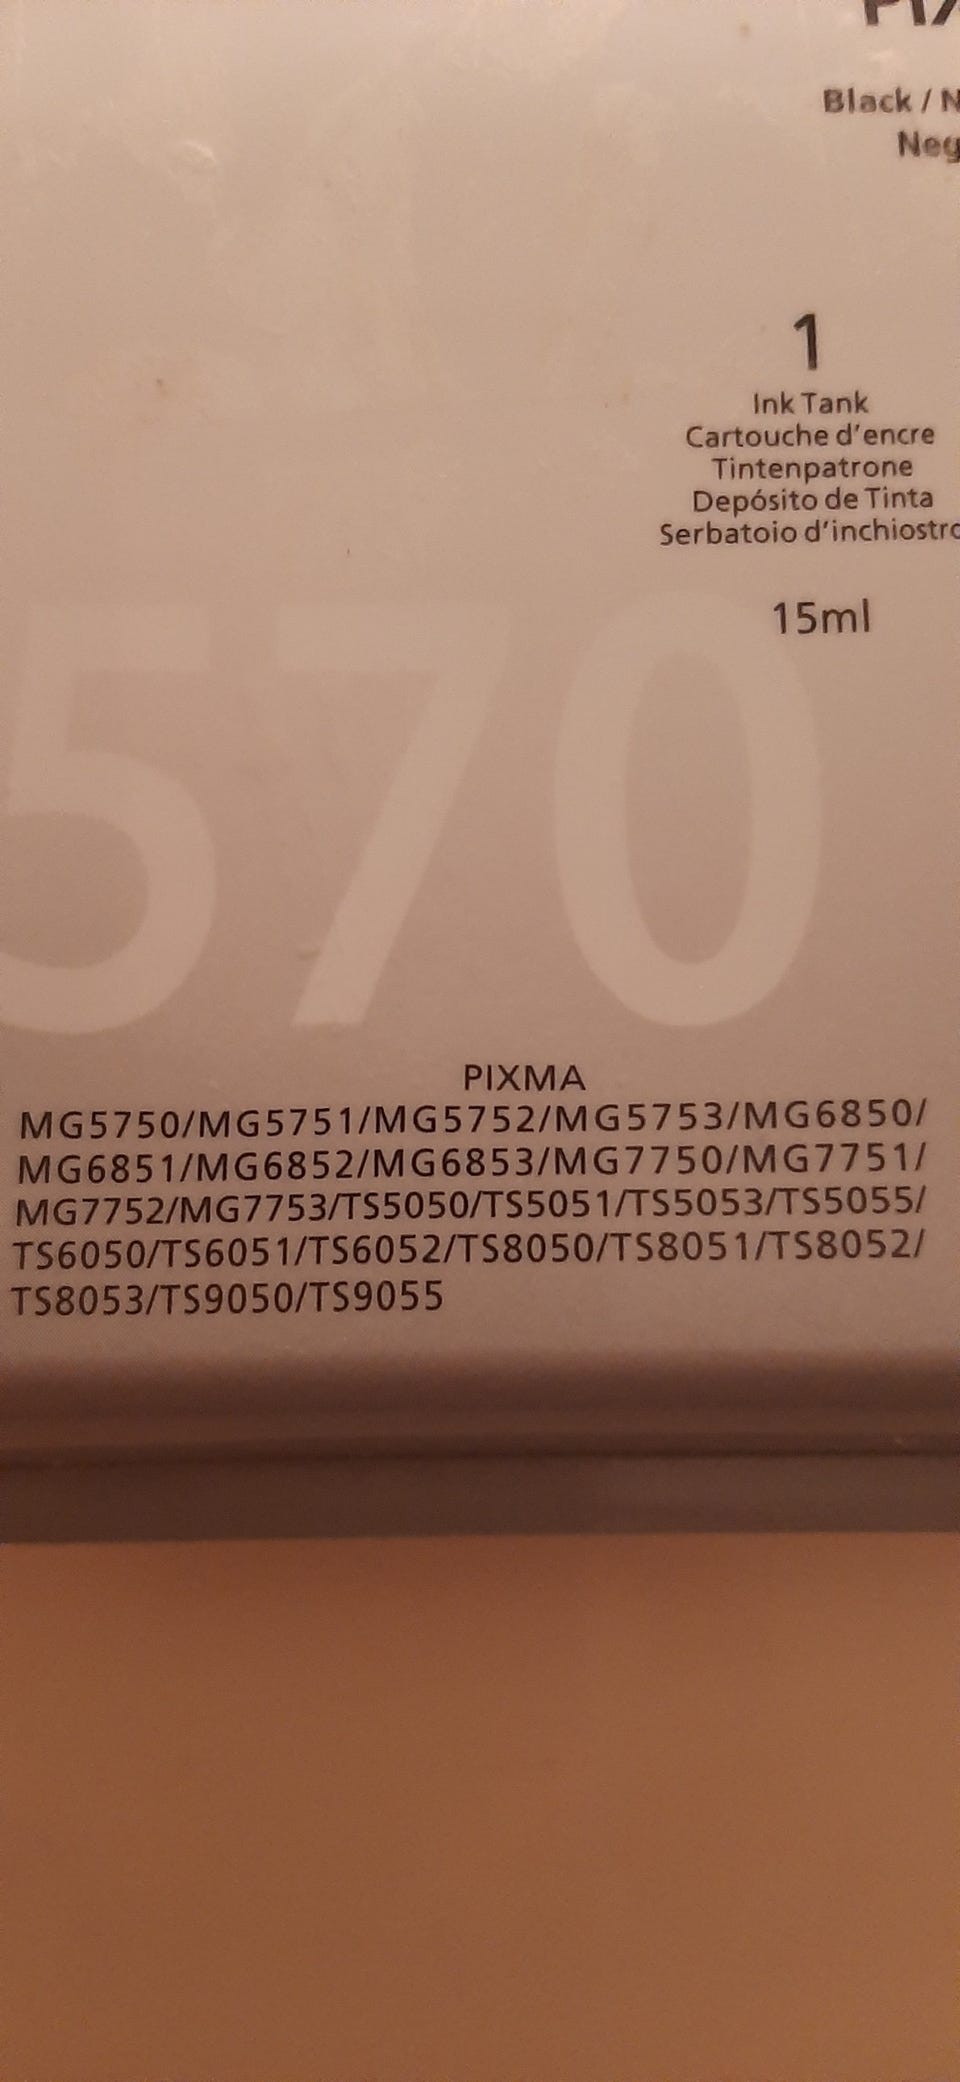 Black /
1
Ink Tank
Cartouche d'encre
Tintenpatrone
Depósito de Tinta
Serbatoio d'inchiostro
15ml
570
PIXMA
MG5750/MG5751/MG5752/MG5753/MG6850/
MG6851/MG6852/MG6853/MG7750/MG7751/
MG7752/MG7753/TS5050/TS5051/TS5053/TS5055/
TS6050/TS6051/TS6052/TS8050/TS8051/TS8052/
TS8053/TS9050/TS9055